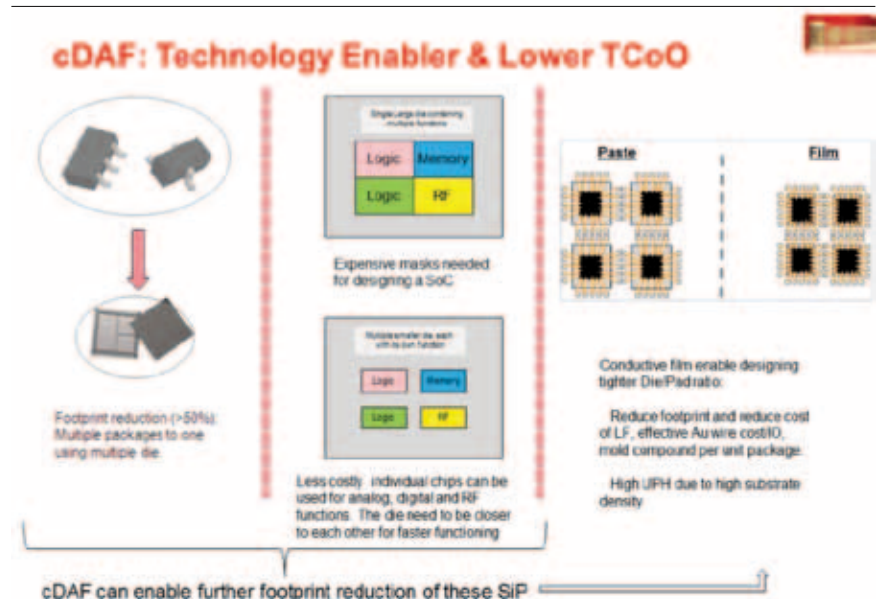 cDAF: Technology Enabler & Lower TCoO
Footprint reduction (>50%):
Multiple packages to one
using multiple die.
Single Large die combining
multiple functions
Logic
Memory
Logic
RF
Expensive masks needed
for designing a SoC
Multiple smaller die, each
with its own function
Logic
Memory
Logic
RF
Less costly individual chips can be
used for analog, digital and RF
functions. The die need to be closer
to each other for faster functioning
Paste
Film
Conductive film enable designing
tighter Die/Pad ratio:
Reduce footprint and reduce cost
of LF, effective Au wire cost/IO,
mold compound per unit package.
High UPH due to high substrate
density
cDAF can enable further footprint reduction of these SiP